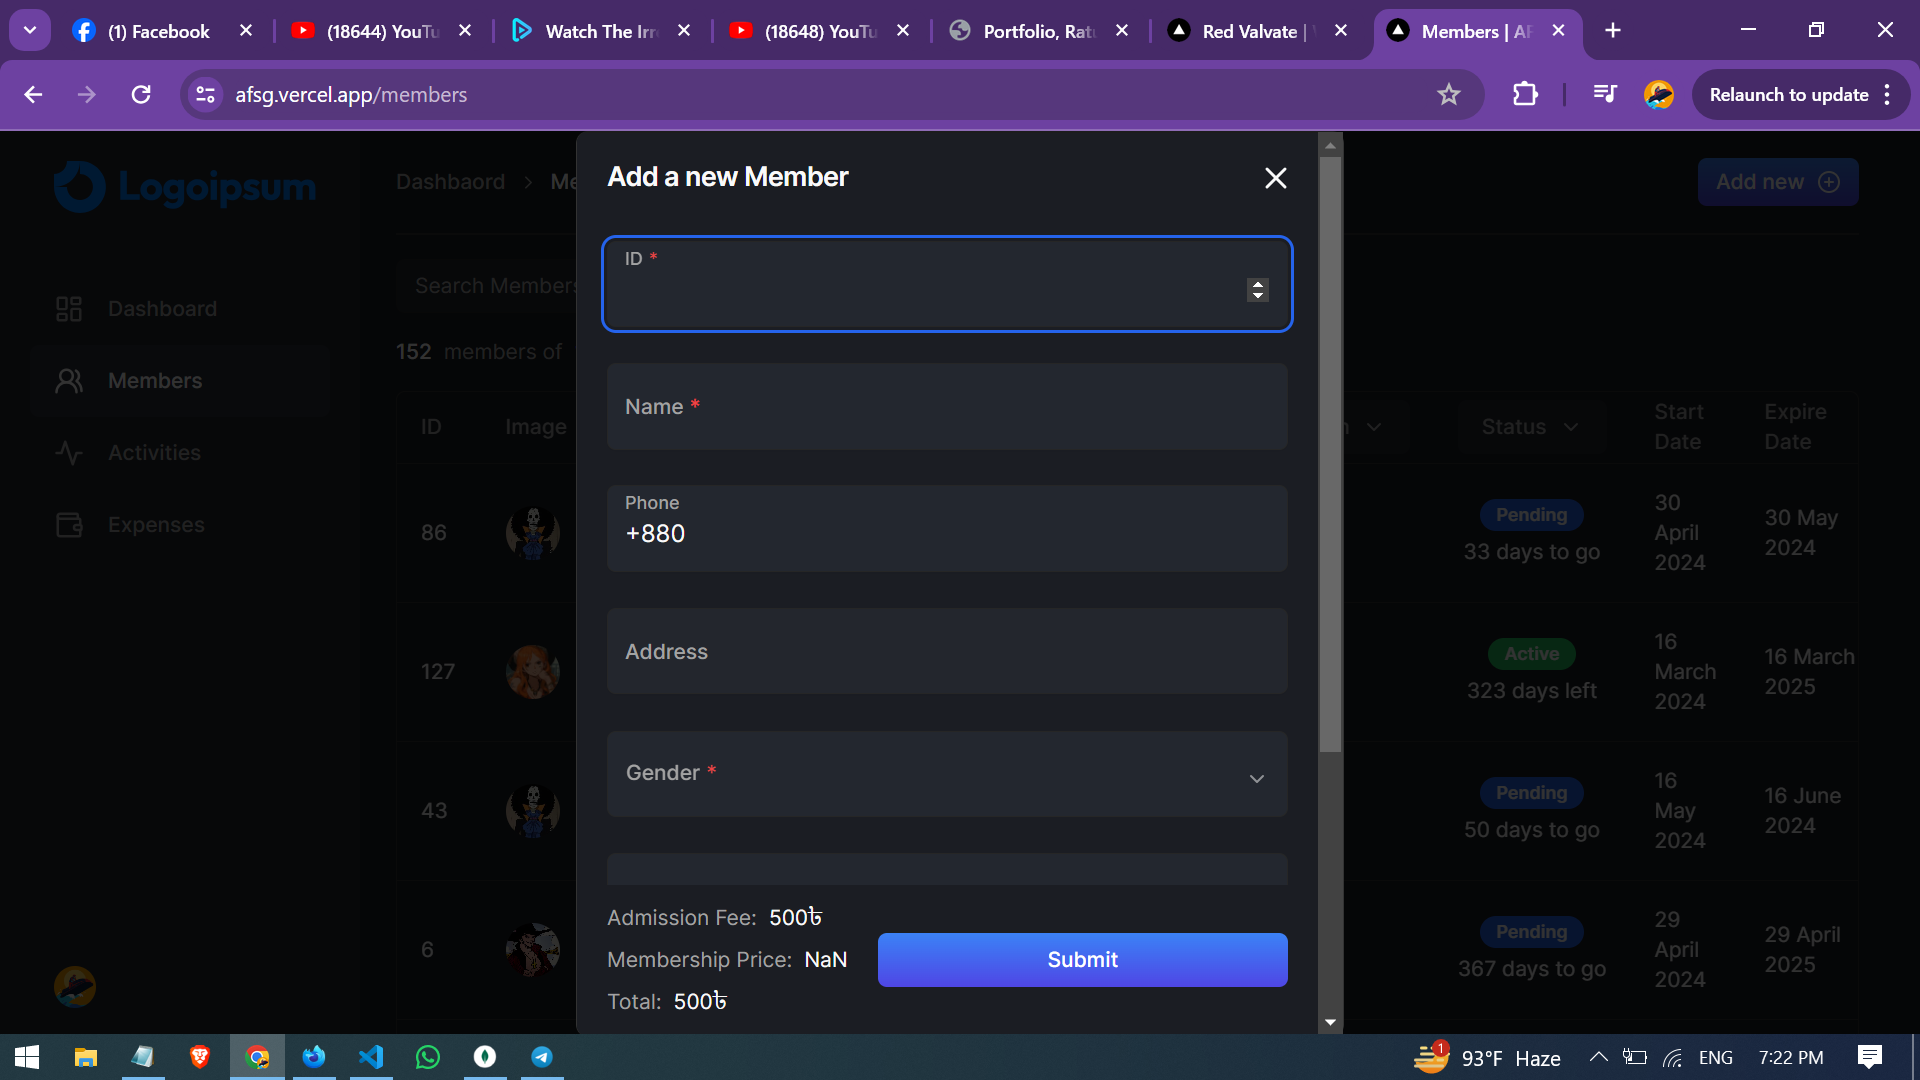 (1) Facebook
(18644) YouTu
Watch The Irre
(18648) YouTu
Portfolio, Ratu
Red Valvate |
Members | AF
afsg.vercel.app/members
Relaunch to update
Logoipsum
Dashbaord > Me
Add new
Dashboard
Members
Activities
Expenses
Search Members
152 members of
ID Image Status Start Date Expire Date
86 Pending 33 days to go 30 April 2024 30 May 2024
127 Active 323 days left 16 March 2024 16 March 2025
43 Pending 50 days to go 16 May 2024 16 June 2024
6 Pending 367 days to go 29 April 2024 29 April 2025
Add a new Member
ID *
Name *
Phone
+880
Address
Gender *
Admission Fee: 500৳
Membership Price: NaN
Total: 500৳
Submit
1
93°F Haze
ENG
7:22 PM